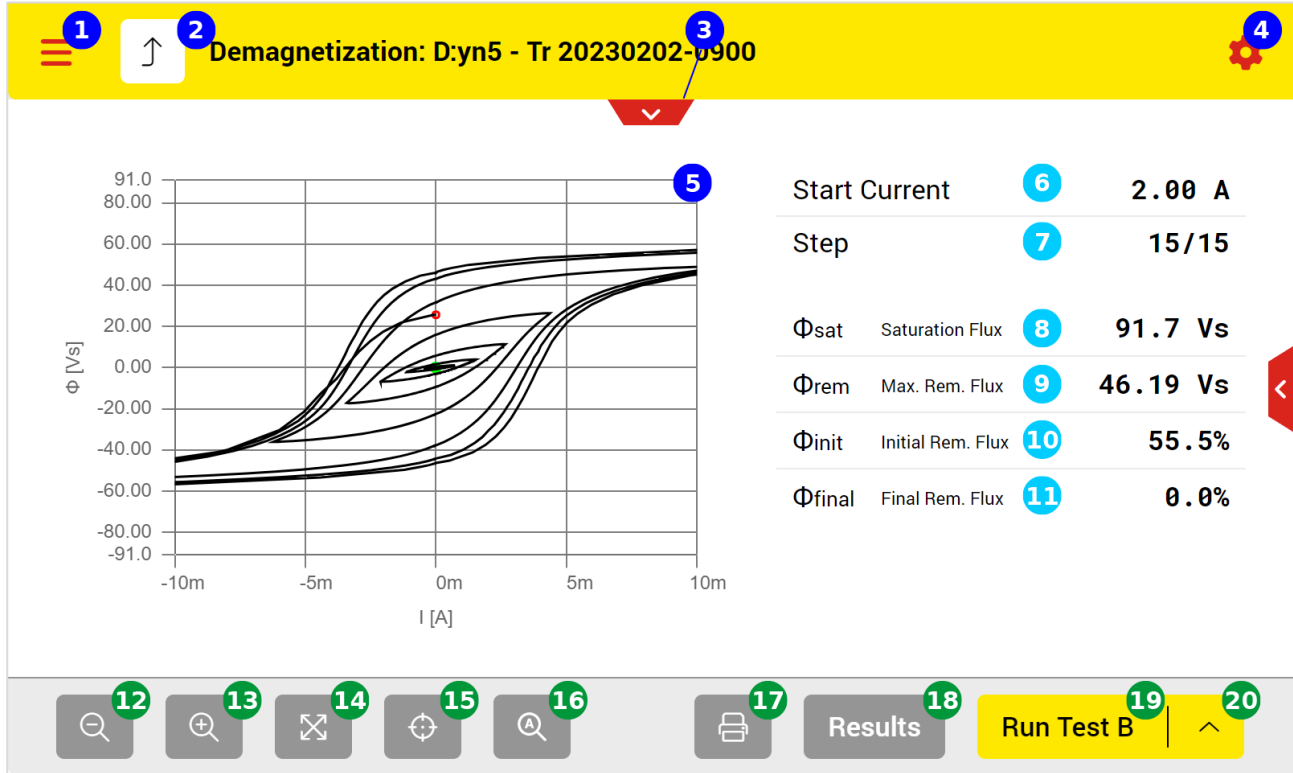 1
2
3
4
Demagnetization: D:yn5 - Tr 20230202-0900
5
91.0
80.00
60.00
40.00
20.00
0.00
-20.00
-40.00
-60.00
-80.00
-91.0
Φ [Vs]
-10m -5m 0m 5m 10m
I [A]
Start Current 6 2.00 A
Step 7 15/15
Φsat Saturation Flux 8 91.7 Vs
Φrem Max. Rem. Flux 9 46.19 Vs
Φinit Initial Rem. Flux 10 55.5%
Φfinal Final Rem. Flux 11 0.0%
12 13 14 15 16 17 18 19 20
A
Results
Run Test B